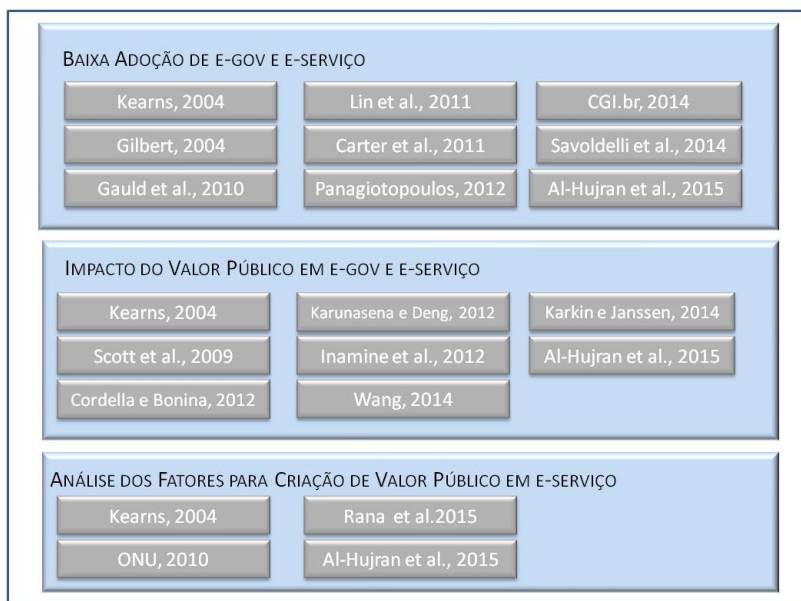 BAIXA ADOÇÃO DE E-GOV E E-SERVIÇO
Kearns, 2004
Lin et al., 2011
CGI.br, 2014
Gilbert, 2004
Carter et al., 2011
Savoldelli et al., 2014
Gauld et al., 2010
Panagiotopoulos, 2012
Al-Hujran et al., 2015
IMPACTO DO VALOR PÚBLICO EM E-GOV E E-SERVIÇO
Kearns, 2004
Karunasena e Deng, 2012
Karkin e Janssen, 2014
Scott et al., 2009
Inamine et al., 2012
Al-Hujran et al., 2015
Cordella e Bonina, 2012
Wang, 2014
ANÁLISE DOS FATORES PARA CRIAÇÃO DE VALOR PÚBLICO EM E-SERVIÇO
Kearns, 2004
Rana et al.2015
ONU, 2010
Al-Hujran et al., 2015